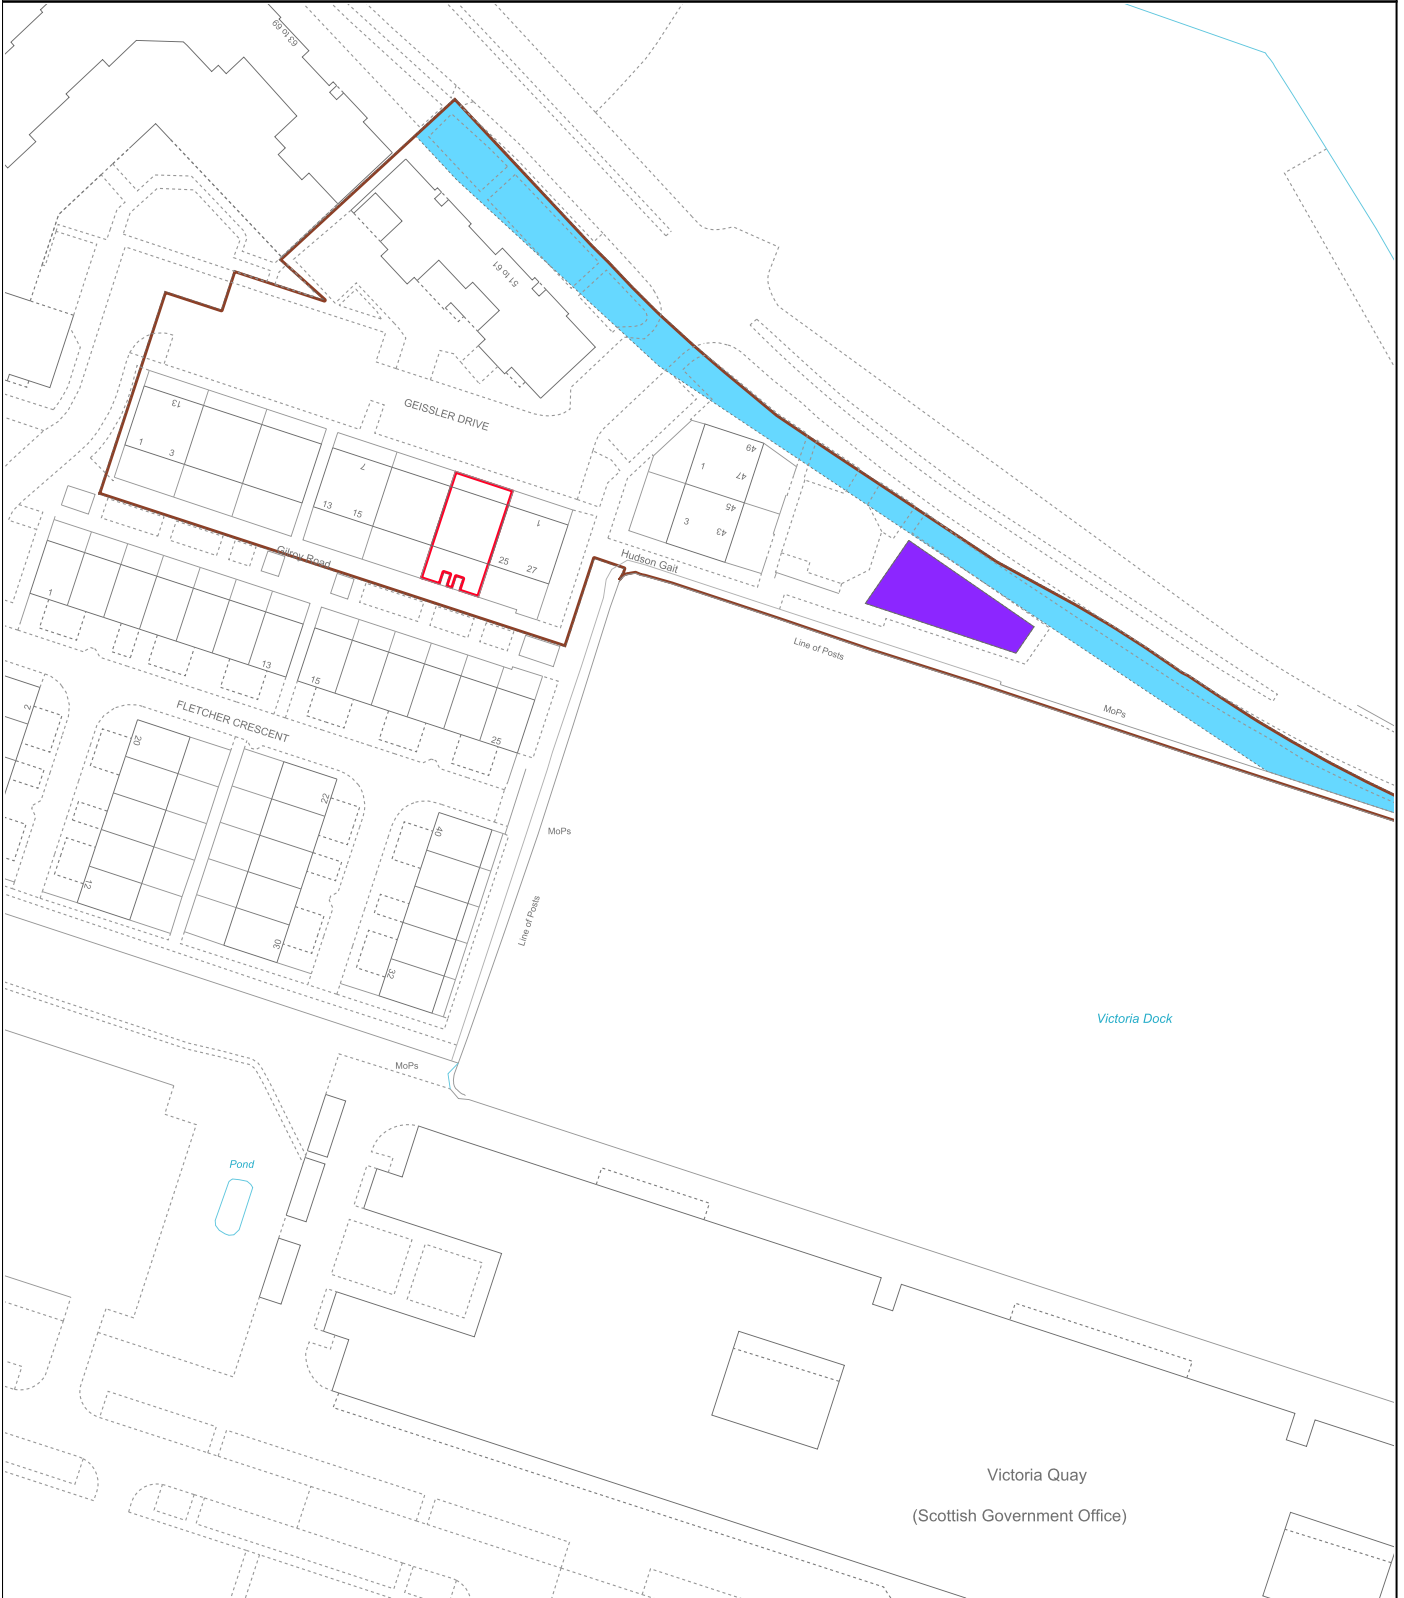 63 to 69
51 to 61
GEISSLER DRIVE
13
1
3
7
13
15
1
25
27
Gilroy Road
49
1
47
45
3
43
Hudson Gait
Line of Posts
MoPs
1
13
15
25
FLETCHER CRESCENT
2
20
22
12
30
40
32
MoPs
Line of Posts
MoPs
Victoria Dock
Pond
Victoria Quay
(Scottish Government Office)